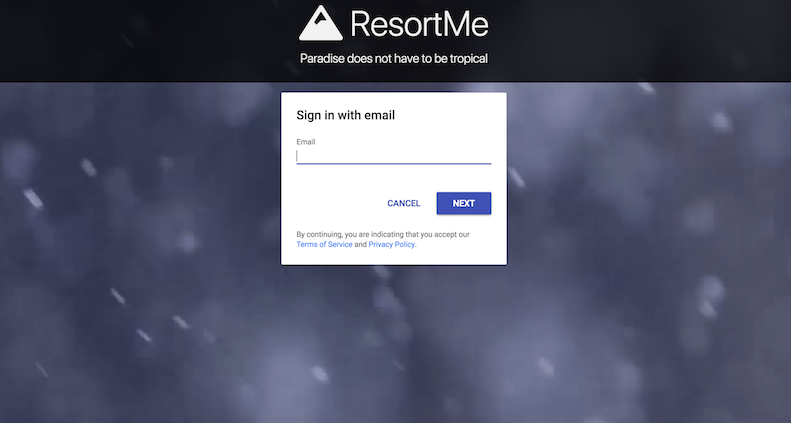 ResortMe
Paradise does not have to be tropical
Sign in with email
Email
CANCEL
NEXT
By continuing, you are indicating that you accept our
Terms of Service and Privacy Policy.